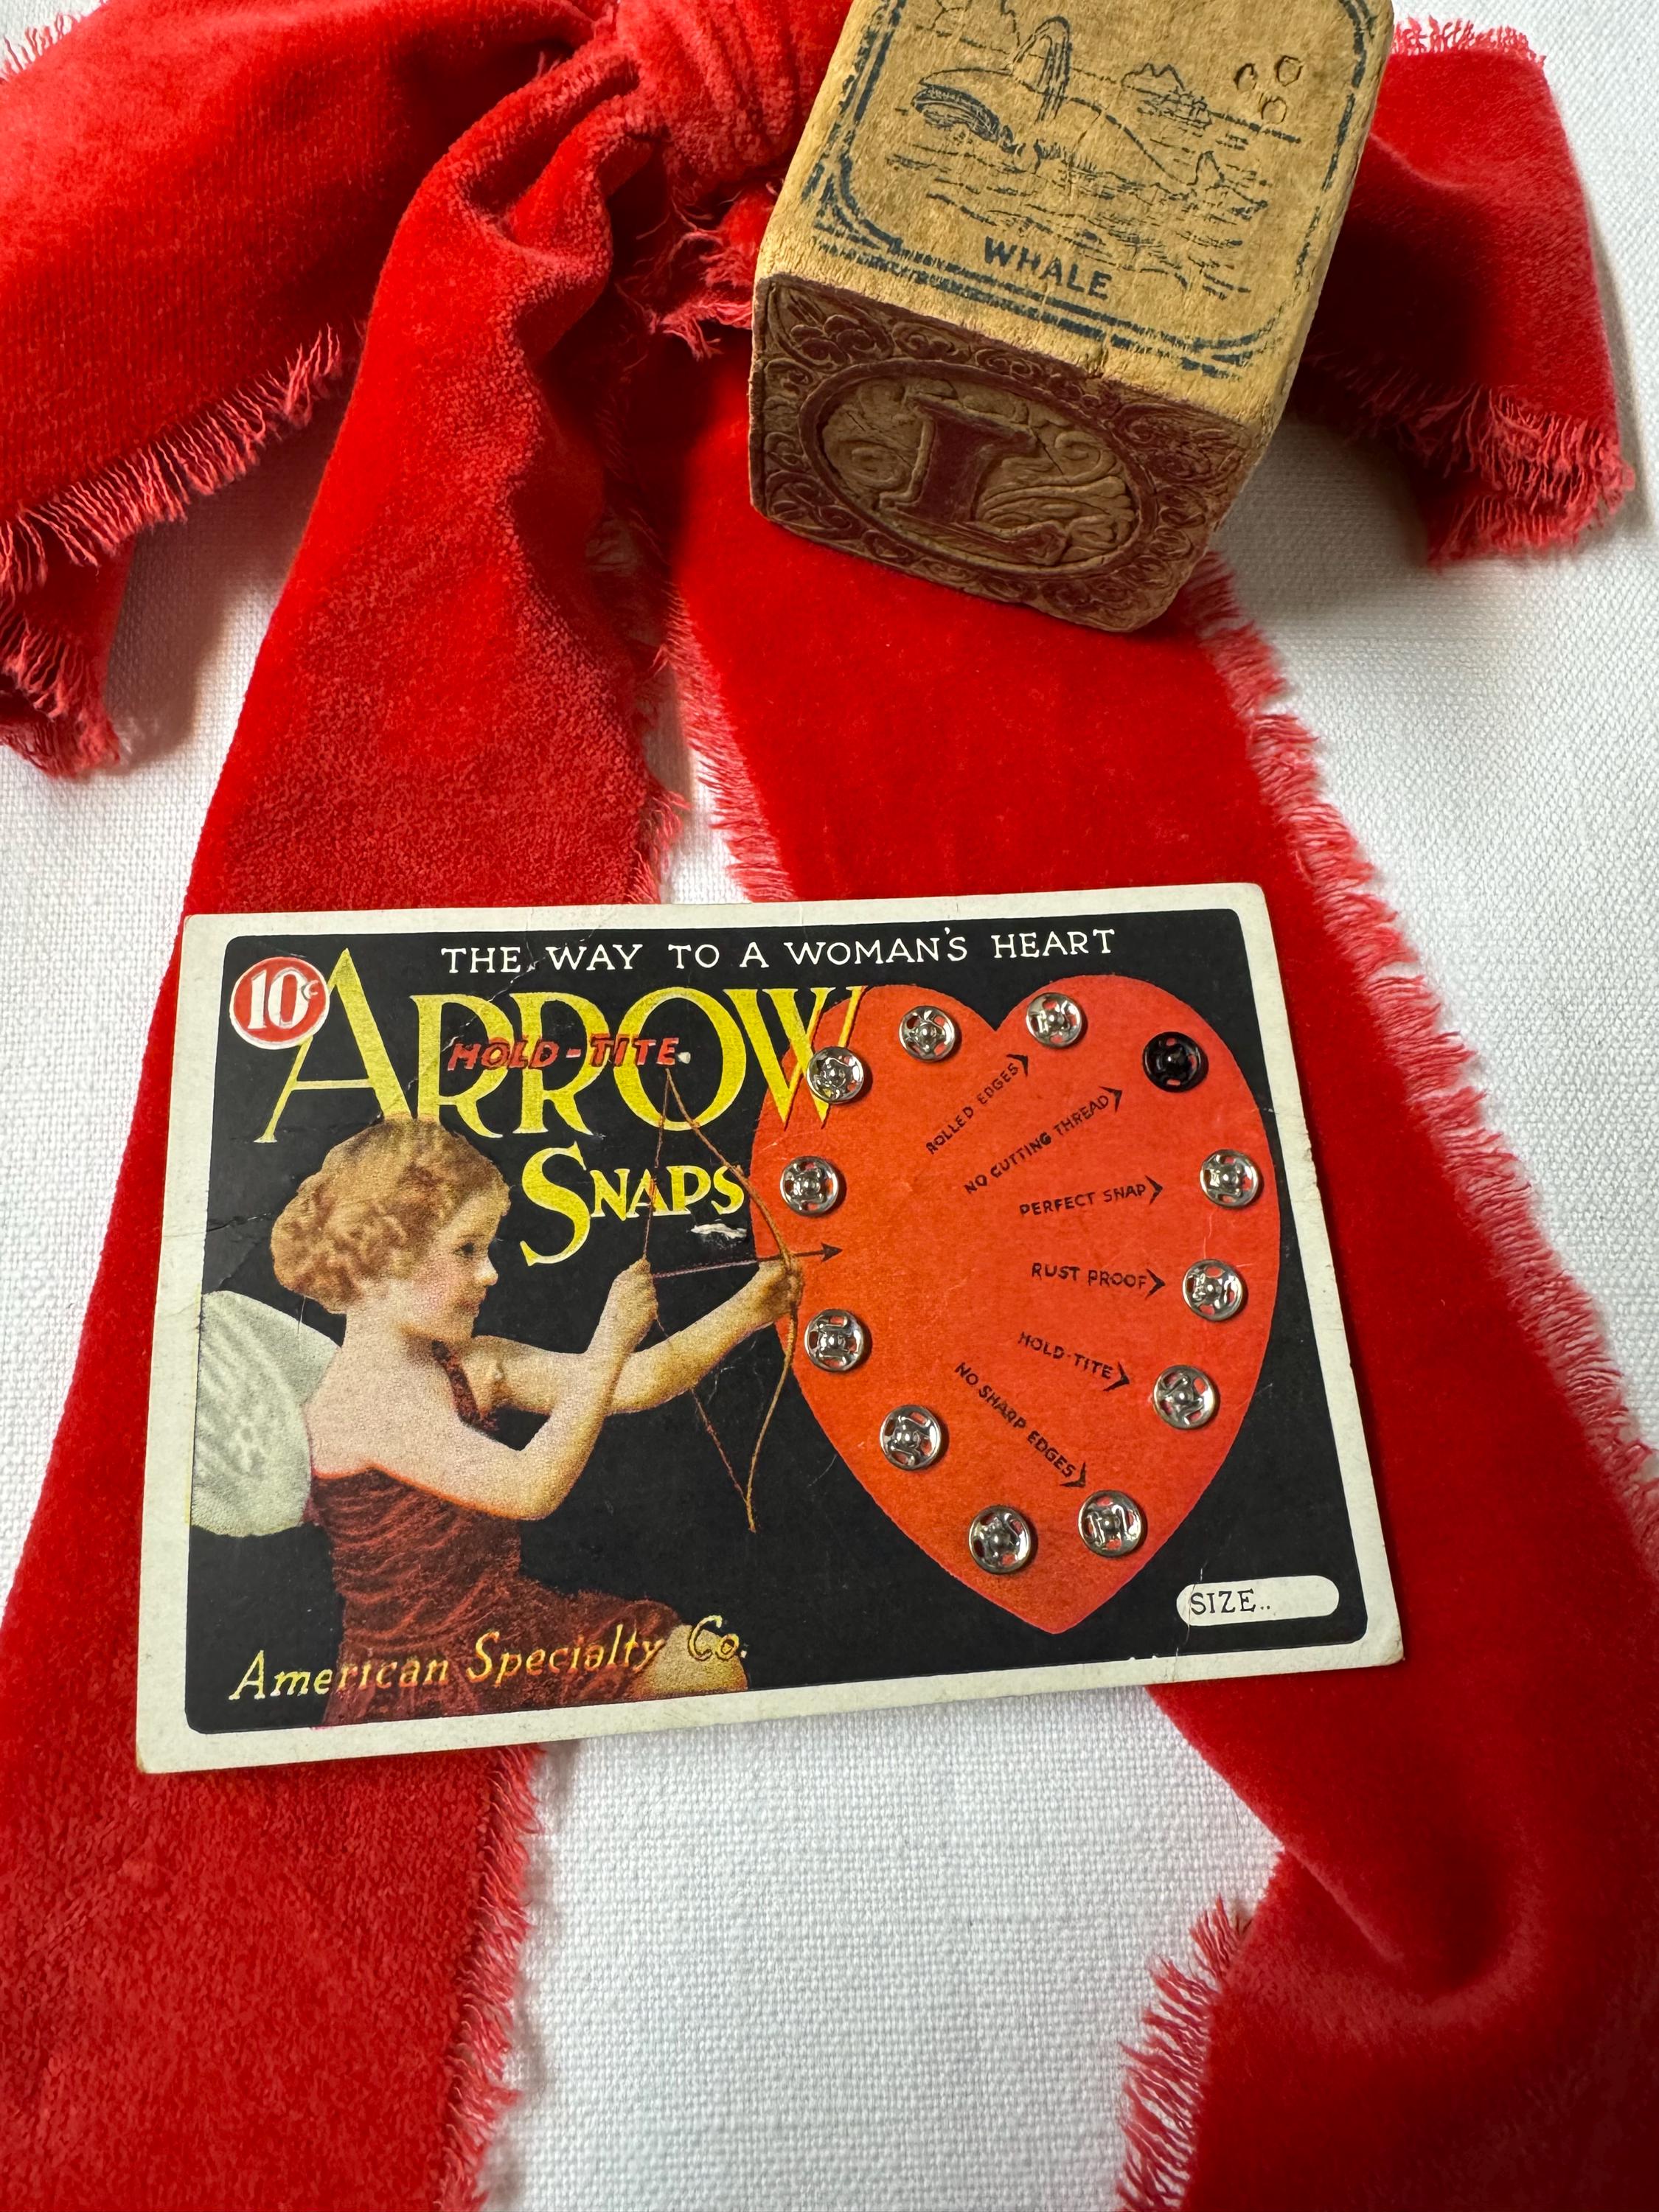 WHALE
L
THE WAY TO A WOMAN'S HEART
10¢
ARROW
HOLD-TITE
SNAPS
ROLLED EDGES
NO CUTTING THREAD
PERFECT SNAP
RUST PROOF
HOLD-TITE
NO SHARP EDGES
SIZE..
American Specialty Co.